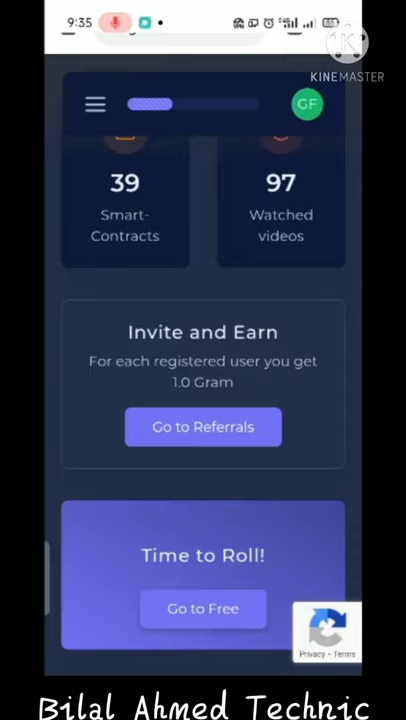 9:35
KINEMASTER
GF
39
97
Smart-
Contracts
Watched
videos
Invite and Earn
For each registered user you get
1.0 Gram
Go to Referrals
Time to Roll!
Go to Free
Privacy - Terms
Bilal Ahmed Technic